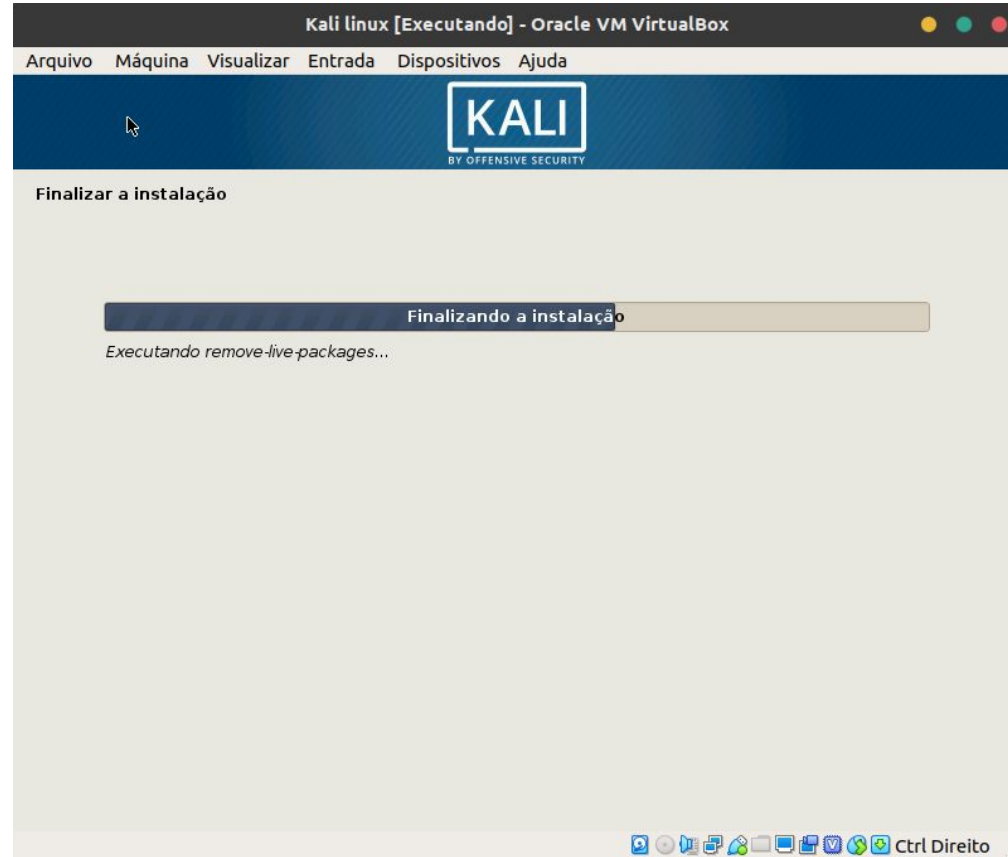 Kali linux [Executando] - Oracle VM VirtualBox
Arquivo Máquina Visualizar Entrada Dispositivos Ajuda
KALI
BY OFFENSIVE SECURITY
Finalizar a instalação
Finalizando a instalação
Executando remove-live-packages...
Ctrl Direito